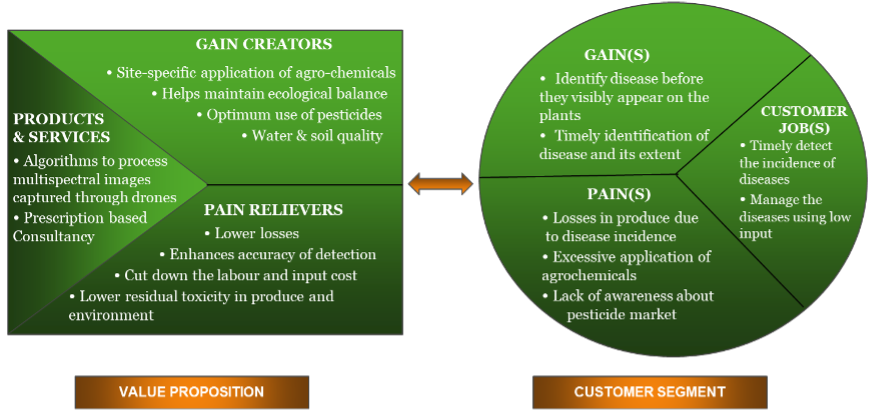 GAIN CREATORS
• Site-specific application of agro-chemicals
• Helps maintain ecological balance
• Optimum use of pesticides
• Water & soil quality
PRODUCTS
& SERVICES
• Algorithms to process
multispectral images
captured through drones
• Prescription based
Consultancy
PAIN RELIEVERS
• Lower losses
• Enhances accuracy of detection
• Cut down the labour and input cost
• Lower residual toxicity in produce and
environment
GAIN(S)
• Identify disease before
they visibly appear on the
plants
• Timely identification of
disease and its extent
CUSTOMER
JOB(S)
• Timely detect
the incidence of
diseases
• Manage the
diseases using low
input
PAIN(S)
• Losses in produce due
to disease incidence
• Excessive application of
agrochemicals
• Lack of awareness about
pesticide market
VALUE PROPOSITION
CUSTOMER SEGMENT